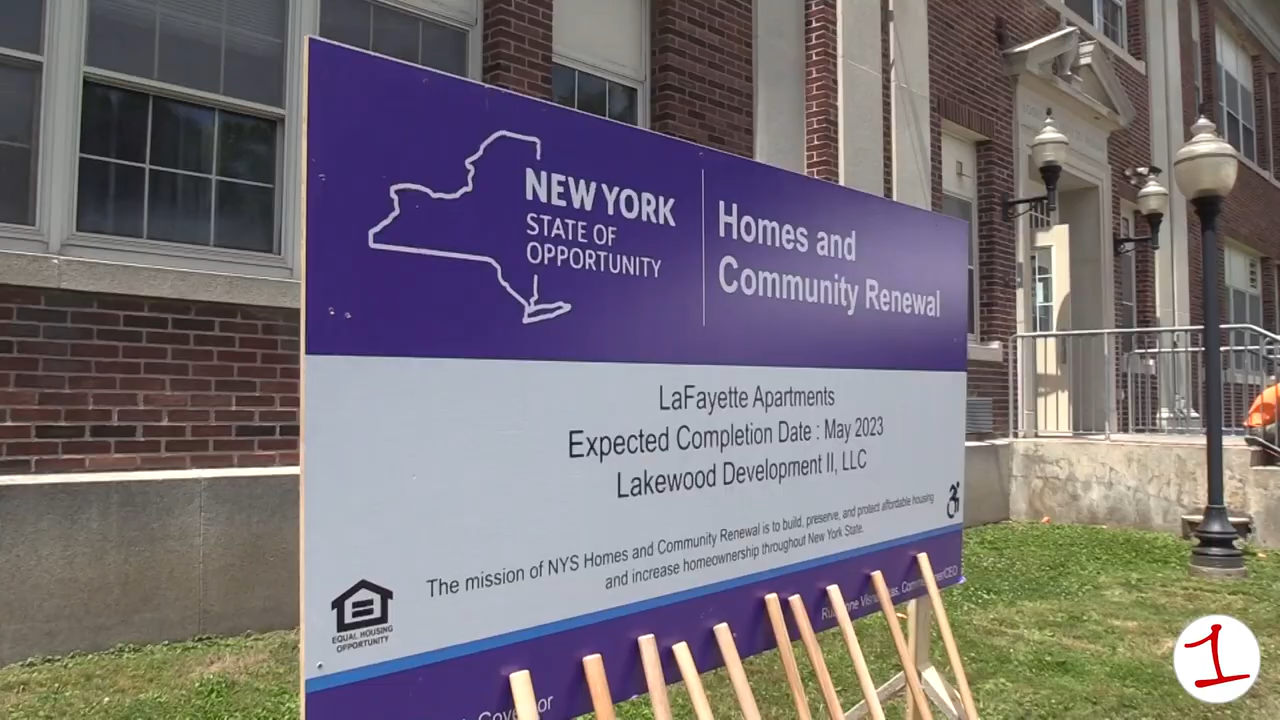 NEW YORK
STATE OF
OPPORTUNITY
Homes and
Community Renewal
LaFayette Apartments
Expected Completion Date : May 2023
Lakewood Development II, LLC
The mission of NYS Homes and Community Renewal is to build, preserve, and protect affordable housing
and increase homeownership throughout New York State.
EQUAL HOUSING
OPPORTUNITY
Governor
1